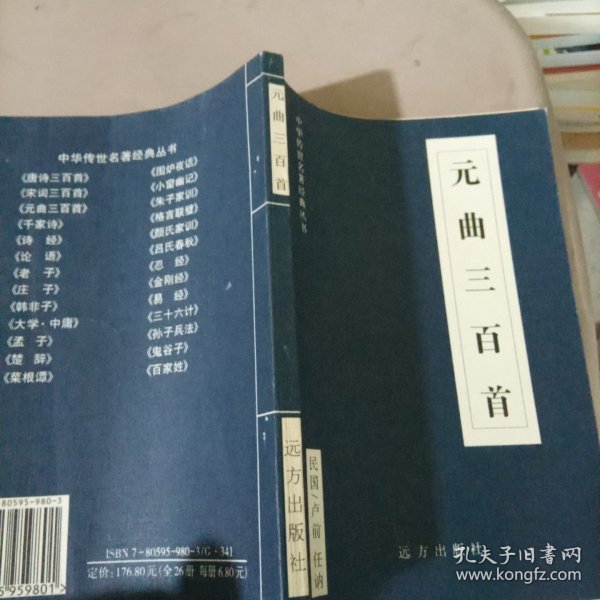 中华传世名著经典丛书
《唐诗三百首》
《宋词三百首》
《元曲三百首》
《千家诗》
《诗 经》
《论 语》
《老 子》
《庄 子》
《韩非子》
《大学·中庸》
《孟 子》
《楚 辞》
《菜根谭》
《围炉夜话》
《小窗幽记》
《朱子家训》
《格言联璧》
《颜氏家训》
《吕氏春秋》
《忍 经》
《金刚经》
《易 经》
《三十六计》
《孙子兵法》
《鬼谷子》
《百家姓》
80595-980-3
959801
ISBN 7-80595-980-3/G·341
定价:176.80元(全26册 每册6.80元)
元曲三百首
远方出版社
中华传世名著经典丛书
元曲三百首
民国/卢前 任讷
远方出版社
孔夫子旧书网
www.kongfz.com